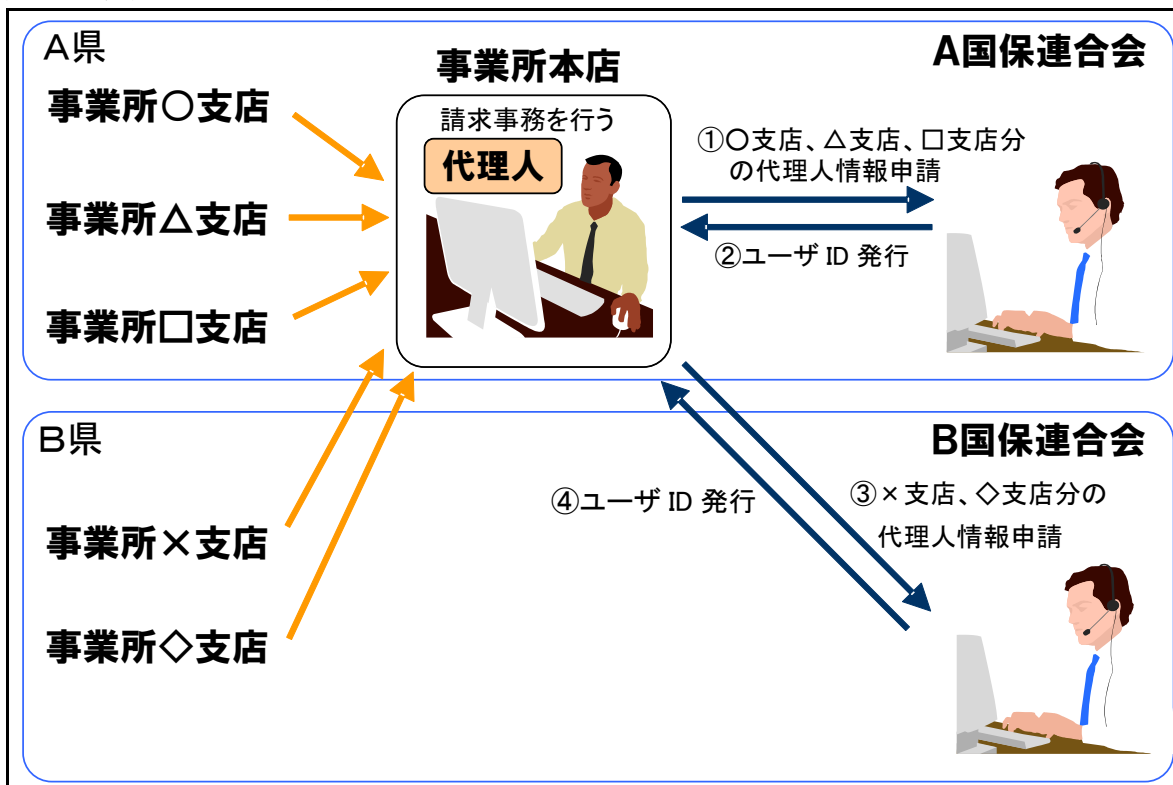 A県
事業所○支店
事業所△支店
事業所□支店
事業所本店
請求事務を行う
代理人
A国保連合会
①○支店、△支店、□支店分
の代理人情報申請
②ユーザ ID 発行
B県
事業所×支店
事業所◇支店
B国保連合会
④ユーザ ID 発行
③×支店、◇支店分の
代理人情報申請